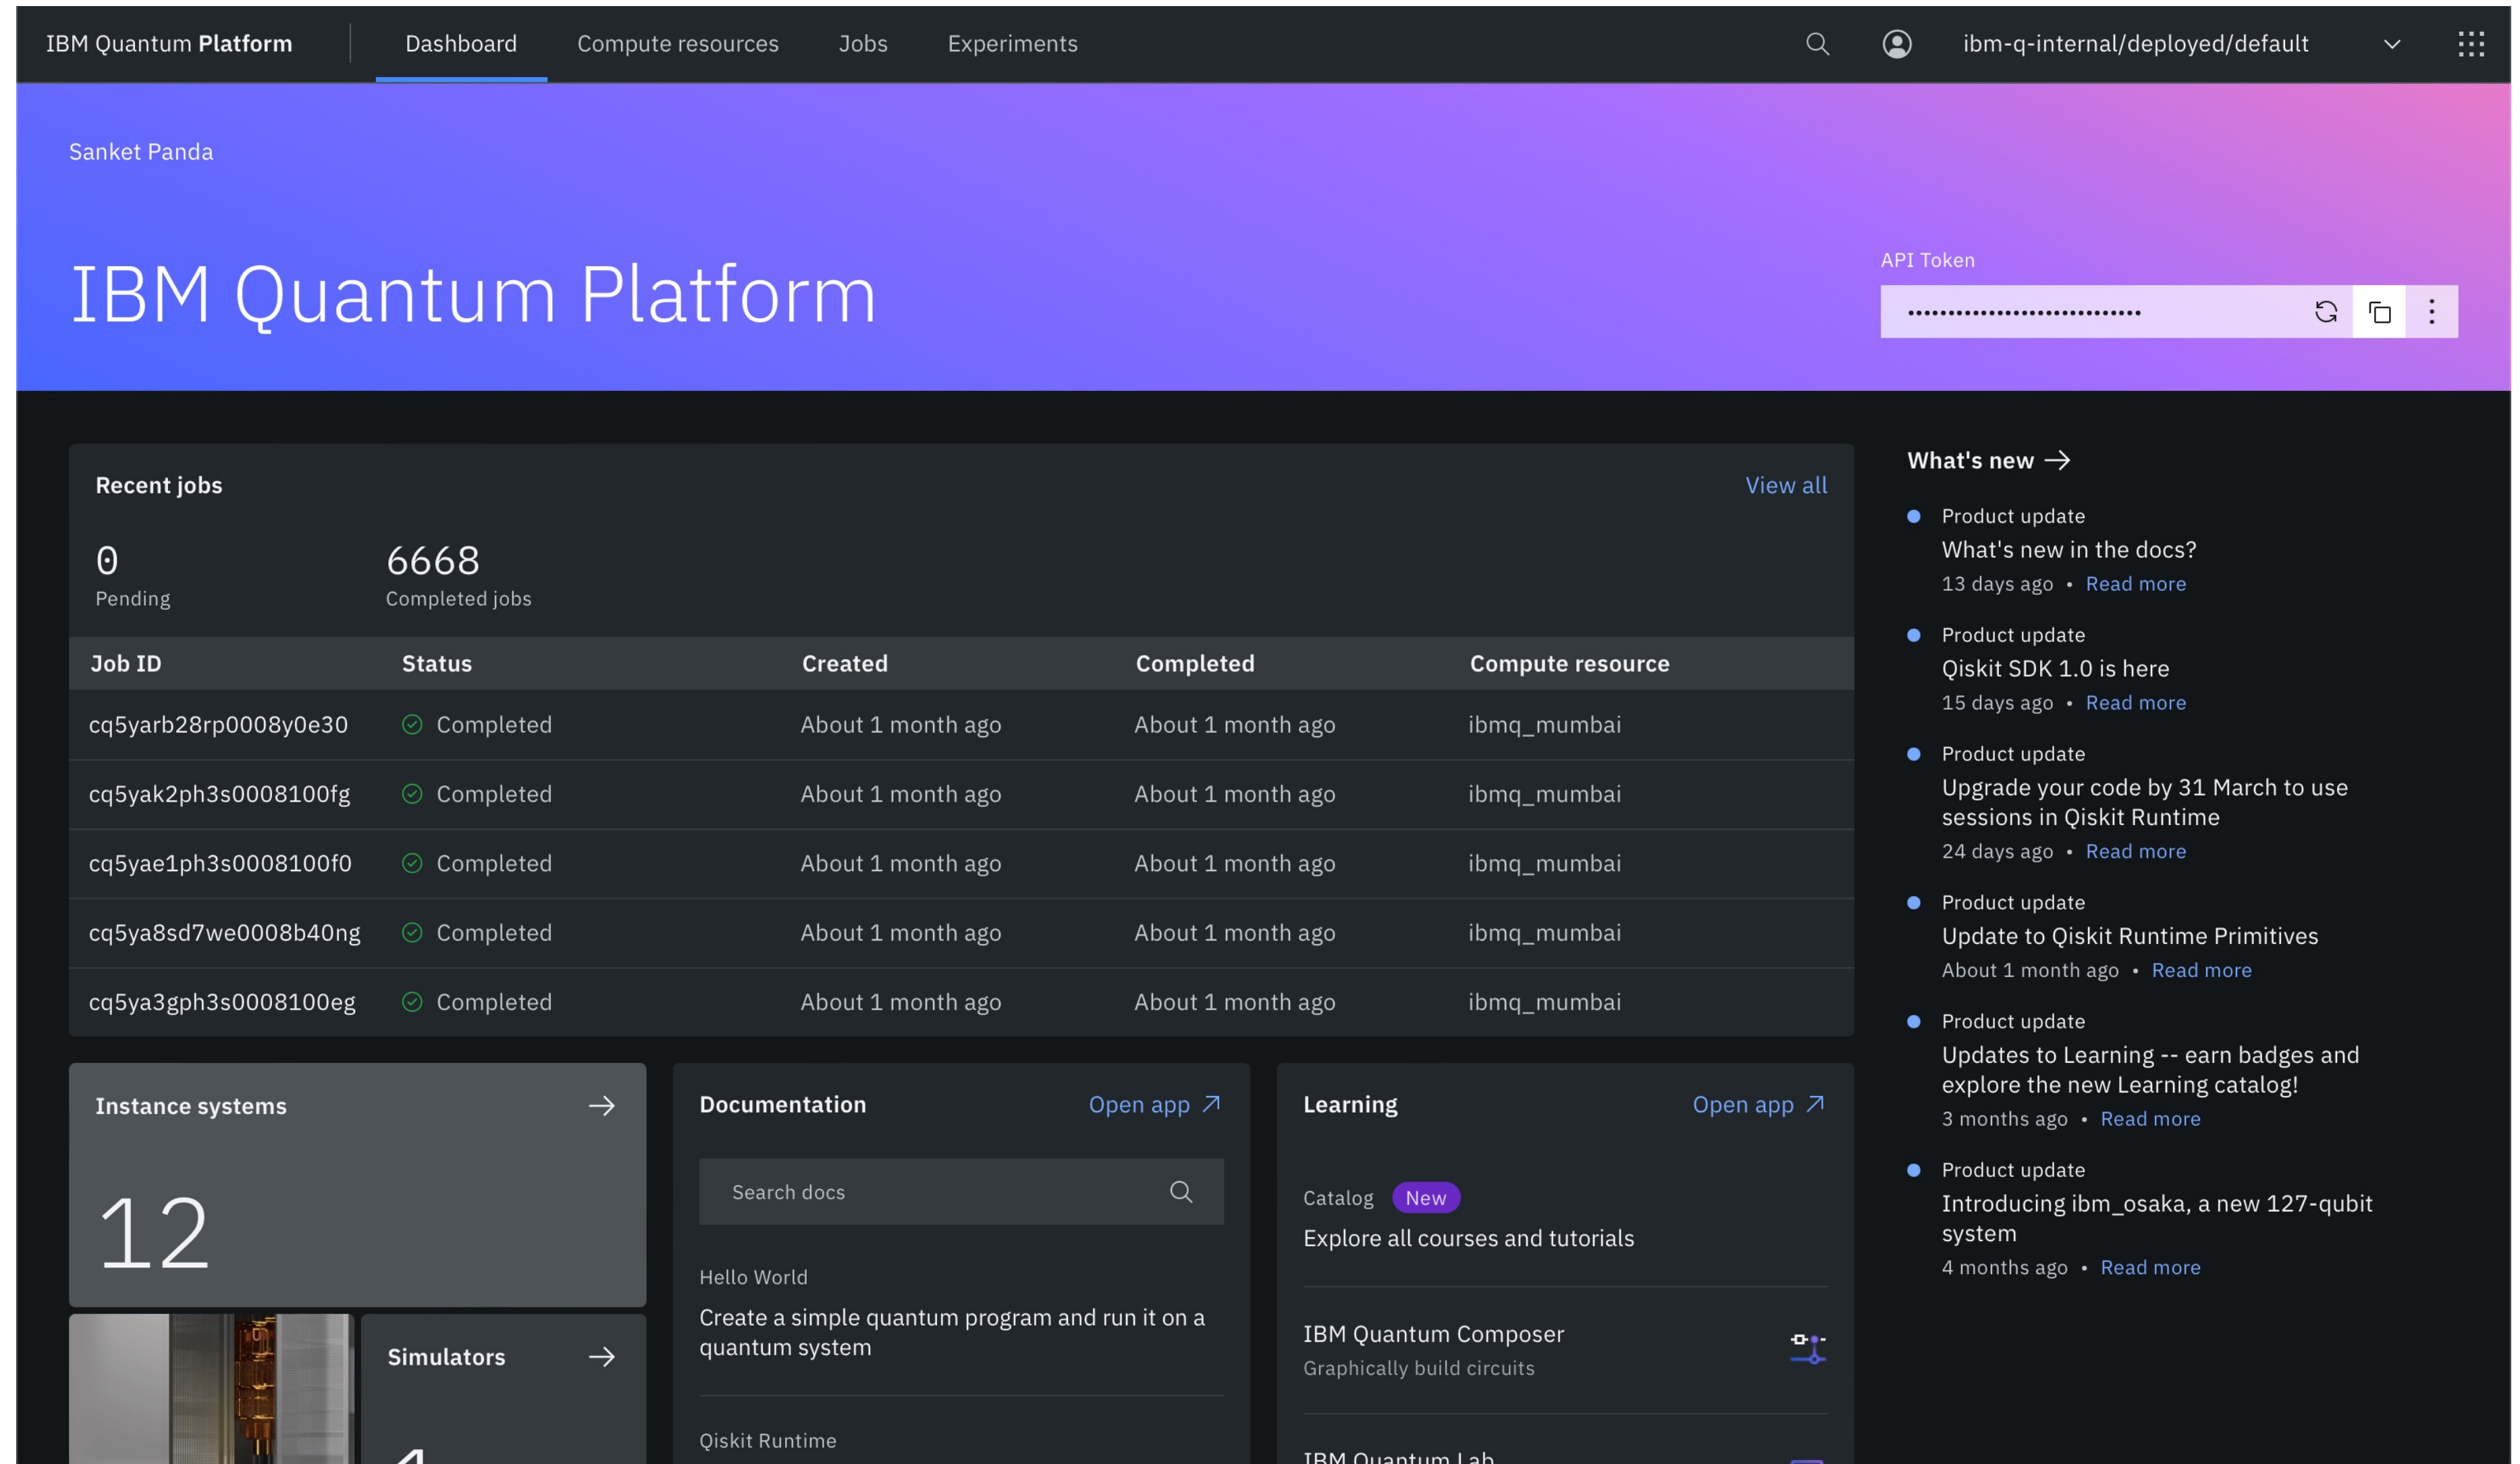 IBM Quantum Platform
Dashboard
Compute resources
Jobs
Experiments
ibm-q-internal/deployed/default
Sanket Panda
IBM Quantum Platform
API Token
Recent jobs
View all
0
Pending
6668
Completed jobs
Job ID Status Created Completed Compute resource
cq5yarb28rp0008y0e30 Completed About 1 month ago About 1 month ago ibmq_mumbai
cq5yak2ph3s0008100fg Completed About 1 month ago About 1 month ago ibmq_mumbai
cq5yae1ph3s0008100f0 Completed About 1 month ago About 1 month ago ibmq_mumbai
cq5ya8sd7we0008b40ng Completed About 1 month ago About 1 month ago ibmq_mumbai
cq5ya3gph3s0008100eg Completed About 1 month ago About 1 month ago ibmq_mumbai
Instance systems
12
Simulators
Documentation
Open app
Search docs
Hello World
Create a simple quantum program and run it on a
quantum system
Qiskit Runtime
Learning
Open app
Catalog New
Explore all courses and tutorials
IBM Quantum Composer
Graphically build circuits
IBM Quantum Lab
What's new
Product update
What's new in the docs?
13 days ago • Read more
Product update
Qiskit SDK 1.0 is here
15 days ago • Read more
Product update
Upgrade your code by 31 March to use
sessions in Qiskit Runtime
24 days ago • Read more
Product update
Update to Qiskit Runtime Primitives
About 1 month ago • Read more
Product update
Updates to Learning -- earn badges and
explore the new Learning catalog!
3 months ago • Read more
Product update
Introducing ibm_osaka, a new 127-qubit
system
4 months ago • Read more